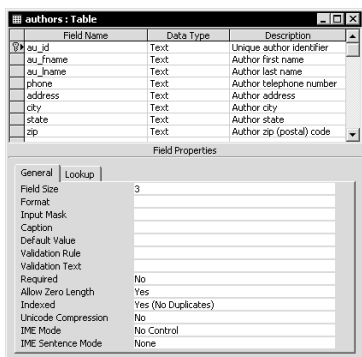 authors : Table
Field Name Data Type Description
au_id Text Unique author identifier
au_fname Text Author first name
au_lname Text Author last name
phone Text Author telephone number
address Text Author address
city Text Author city
state Text Author state
zip Text Author zip (postal) code
Field Properties
General Lookup
Field Size 3
Format
Input Mask
Caption
Default Value
Validation Rule
Validation Text
Required No
Allow Zero Length Yes
Indexed Yes (No Duplicates)
Unicode Compression No
IME Mode No Control
IME Sentence Mode None